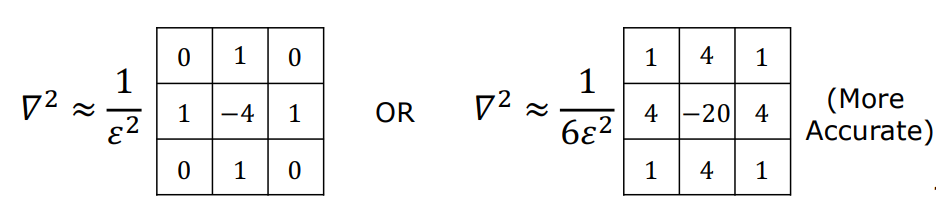 ∇² ≈ 1/ε²
0 1 0
1 −4 1
0 1 0
OR
∇² ≈ 1/6ε²
1 4 1
4 −20 4
1 4 1
(More
Accurate)